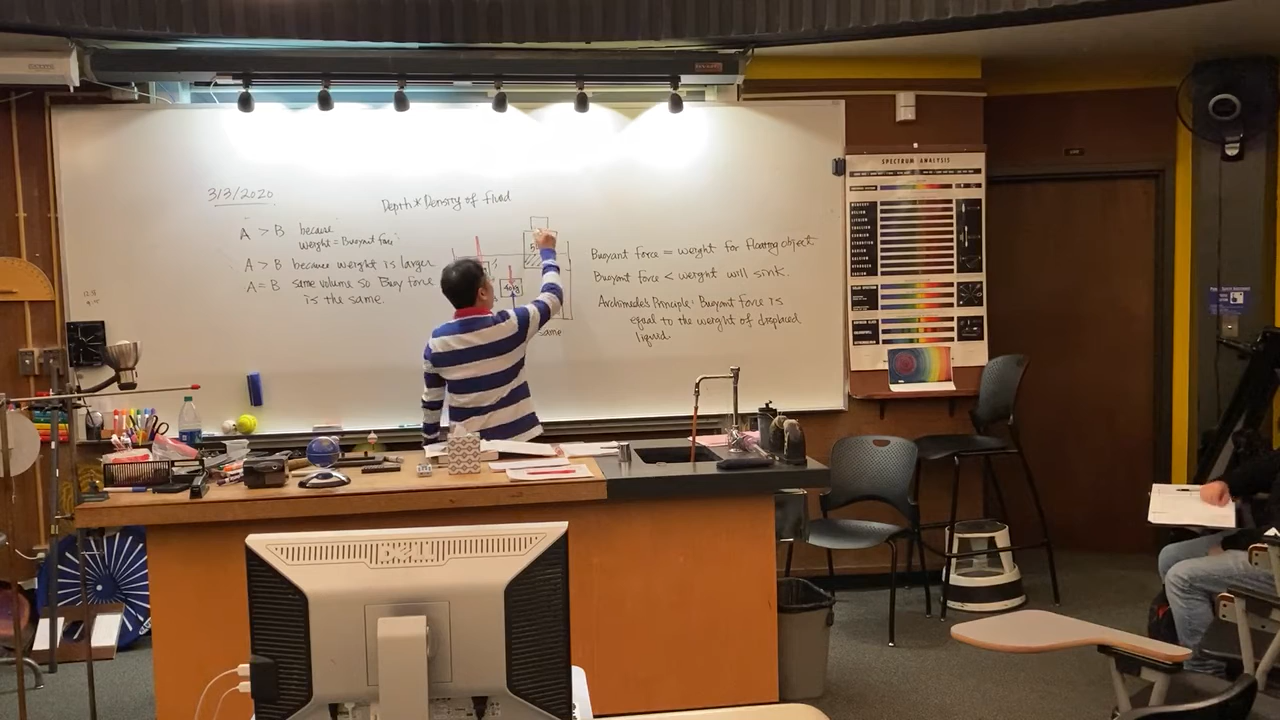 3/3/2020
Depth * Density of fluid
A > B because
weight = Buoyant force
A > B because weight is larger
A = B same volume so Buoy force
is the same.
40kg
same
Buoyant force = weight for floating object
Buoyant force < weight will sink.
Archimede's Principle: Buoyant force is
equal to the weight of displaced
liquid.
SPECTRUM ANALYSIS
DELL